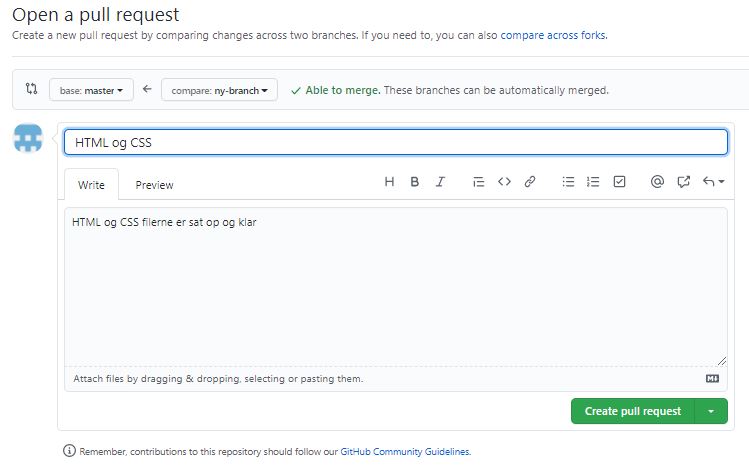 Open a pull request
Create a new pull request by comparing changes across two branches. If you need to, you can also compare across forks.
base: master compare: ny-branch Able to merge. These branches can be automatically merged.
HTML og CSS
Write Preview H B I
HTML og CSS filerne er sat op og klar
Attach files by dragging & dropping, selecting or pasting them.
Create pull request
Remember, contributions to this repository should follow our GitHub Community Guidelines.